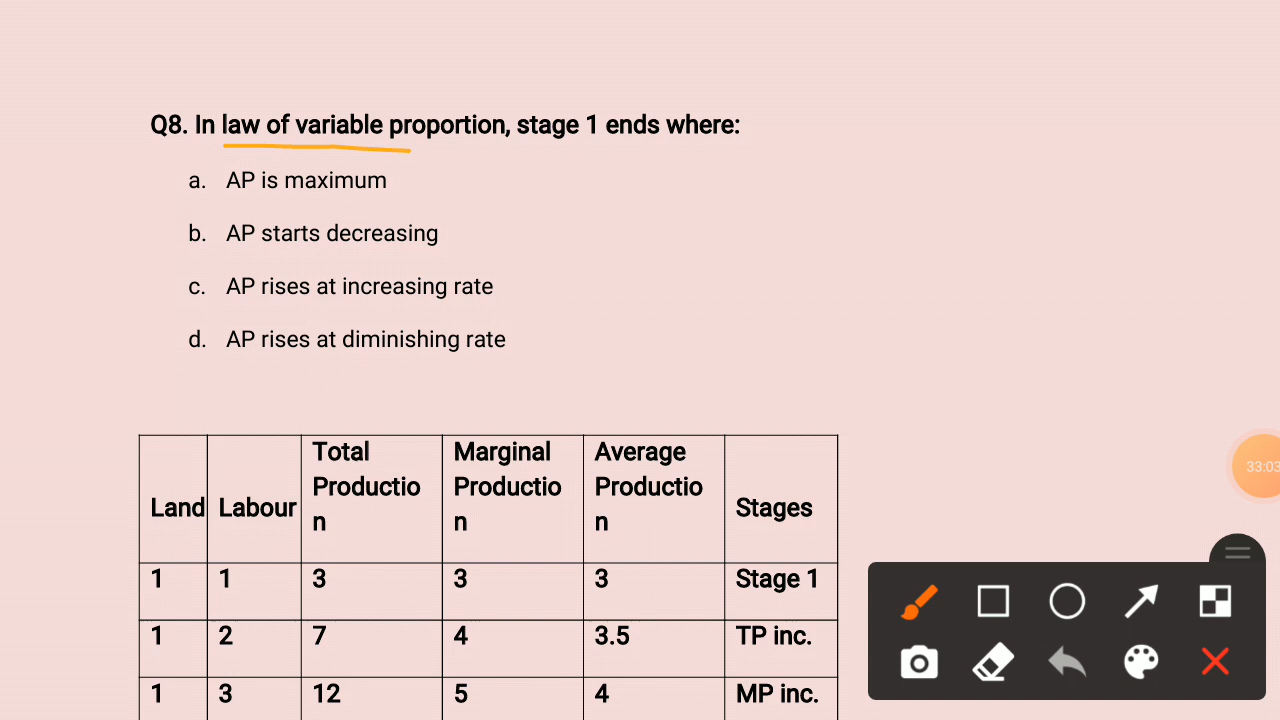 Q8. In law of variable proportion, stage 1 ends where:
a. AP is maximum
b. AP starts decreasing
c. AP rises at increasing rate
d. AP rises at diminishing rate
Land Labour Total Productio n Marginal Productio n Average Productio n Stages
1 1 3 3 3 Stage 1
1 2 7 4 3.5 TP inc.
1 3 12 5 4 MP inc.
33:03